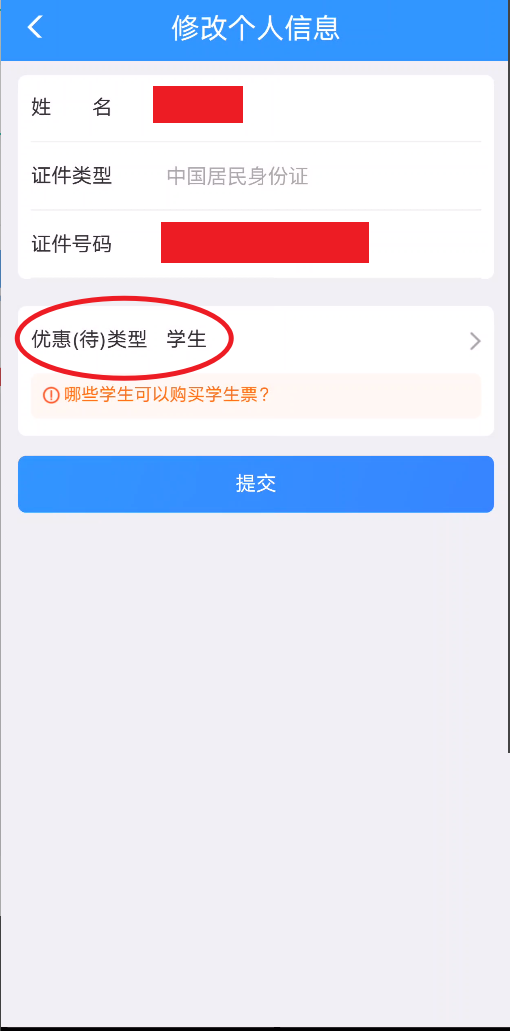 修改个人信息
姓 名
证件类型 中国居民身份证
证件号码
优惠(待)类型 学生
哪些学生可以购买学生票?
提交